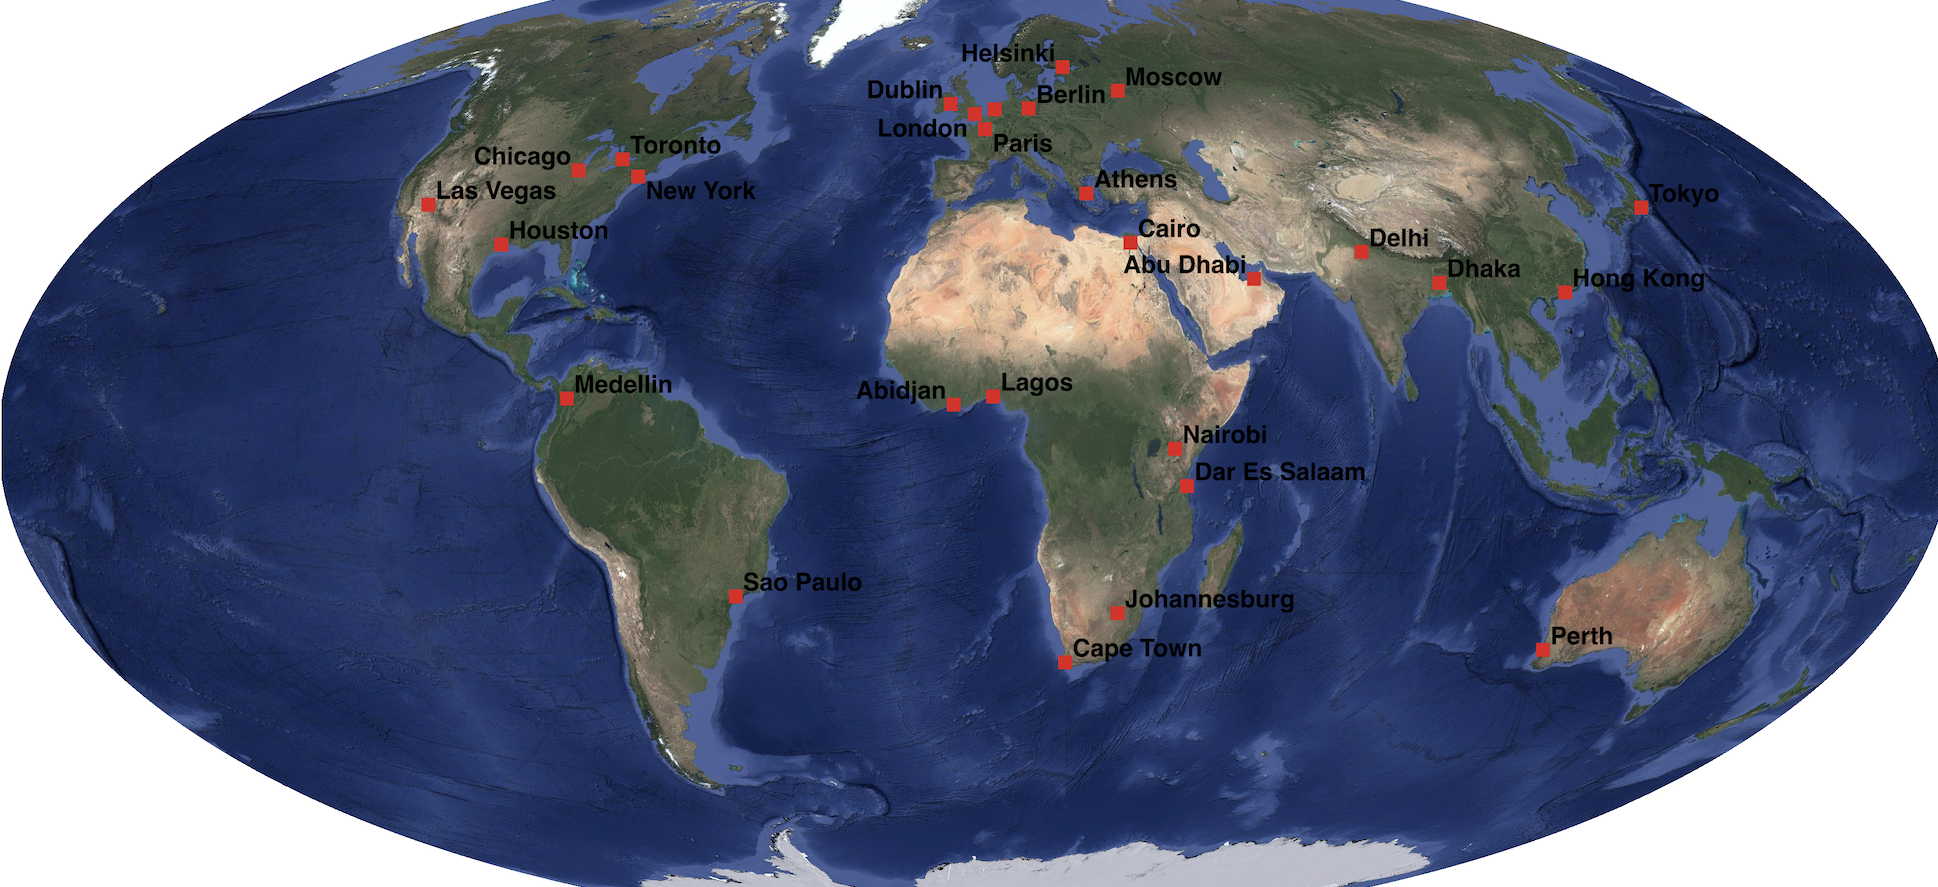 Helsinki
Moscow
Dublin
Berlin
London
Paris
Toronto
Chicago
Las Vegas
New York
Athens
Tokyo
Houston
Cairo
Delhi
Abu Dhabi
Dhaka
Hong Kong
Medellin
Abidjan
Lagos
Nairobi
Dar Es Salaam
Sao Paulo
Johannesburg
Cape Town
Perth